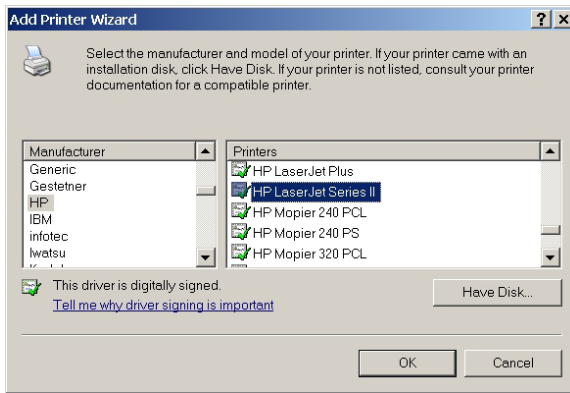 Add Printer Wizard
Select the manufacturer and model of your printer. If your printer came with an
installation disk, click Have Disk. If your printer is not listed, consult your printer
documentation for a compatible printer.
Manufacturer
Generic
Gestetner
HP
IBM
infotec
Iwatsu
Printers
HP LaserJet Plus
HP LaserJet Series II
HP Mopier 240 PCL
HP Mopier 240 PS
HP Mopier 320 PCL
This driver is digitally signed.
Tell me why driver signing is important
Have Disk...
OK
Cancel